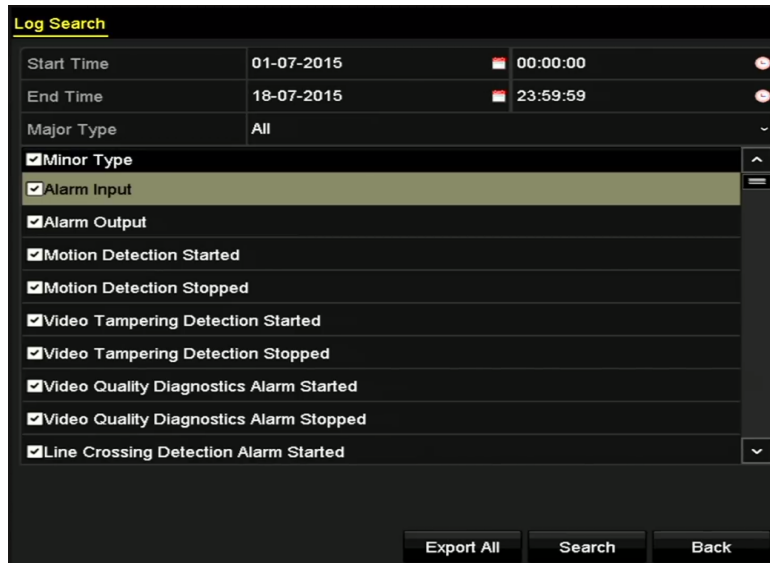 Log Search
Start Time 01-07-2015 00:00:00
End Time 18-07-2015 23:59:59
Major Type All
Minor Type
Alarm Input
Alarm Output
Motion Detection Started
Motion Detection Stopped
Video Tampering Detection Started
Video Tampering Detection Stopped
Video Quality Diagnostics Alarm Started
Video Quality Diagnostics Alarm Stopped
Line Crossing Detection Alarm Started
Export All Search Back